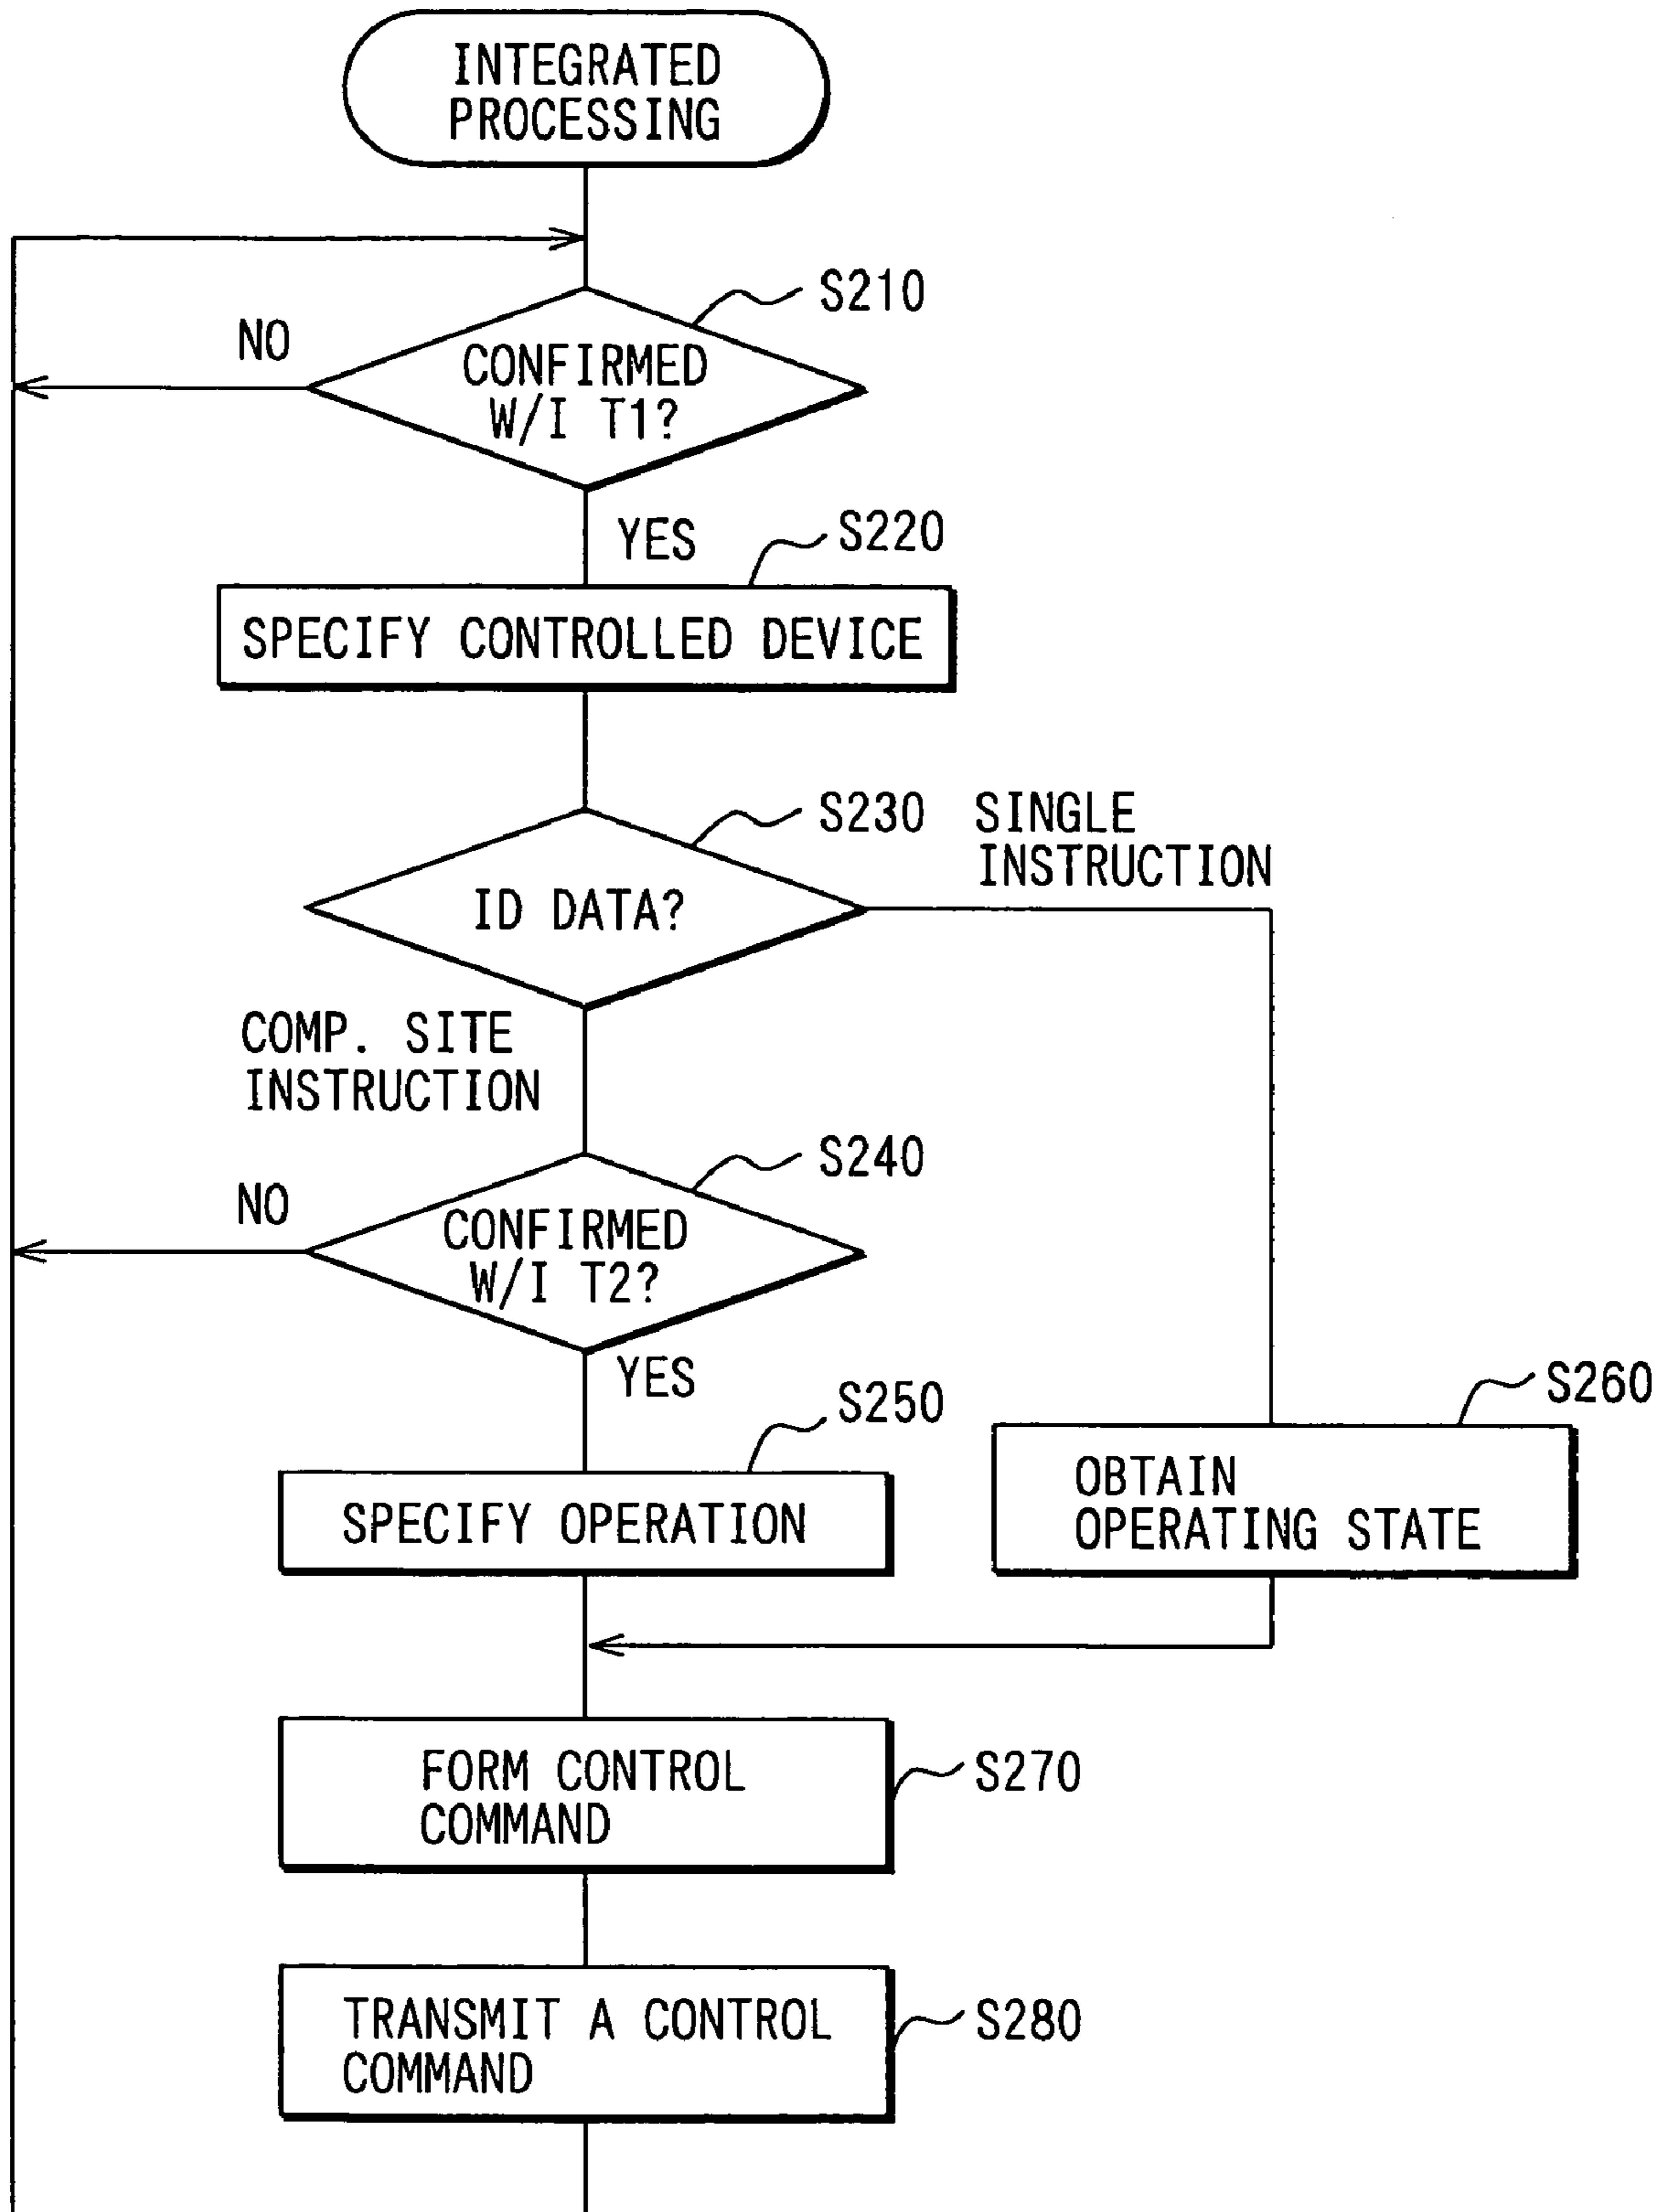 INTEGRATED
PROCESSING
S210
NO
CONFIRMED
W/I T1?
YES
S220
SPECIFY CONTROLLED DEVICE
S230
SINGLE
INSTRUCTION
ID DATA?
COMP. SITE
INSTRUCTION
S240
NO
CONFIRMED
W/I T2?
YES
S250
S260
SPECIFY OPERATION
OBTAIN
OPERATING STATE
FORM CONTROL
COMMAND
S270
TRANSMIT A CONTROL
COMMAND
S280